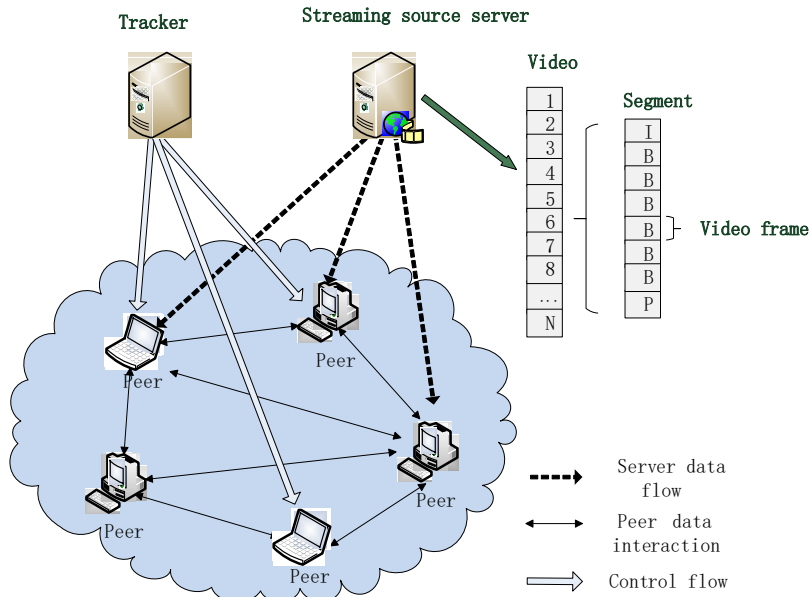 Tracker
Streaming source server
Video
1
2
3
4
5
6
7
8
...
N
Segment
I
B
B
B
B
B
B
P
Video frame
Peer
Peer
Peer
Peer
Peer
Server data
flow
Peer data
interaction
Control flow